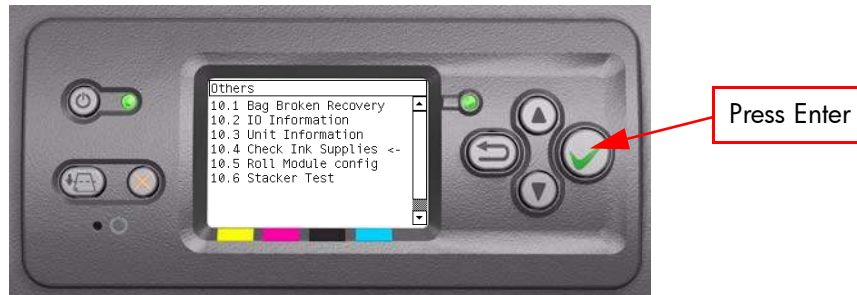 Others
10.1 Bag Broken Recovery
10.2 IO Information
10.3 Unit Information
10.4 Check Ink Supplies <-
10.5 Roll Module config
10.6 Stacker Test
Press Enter